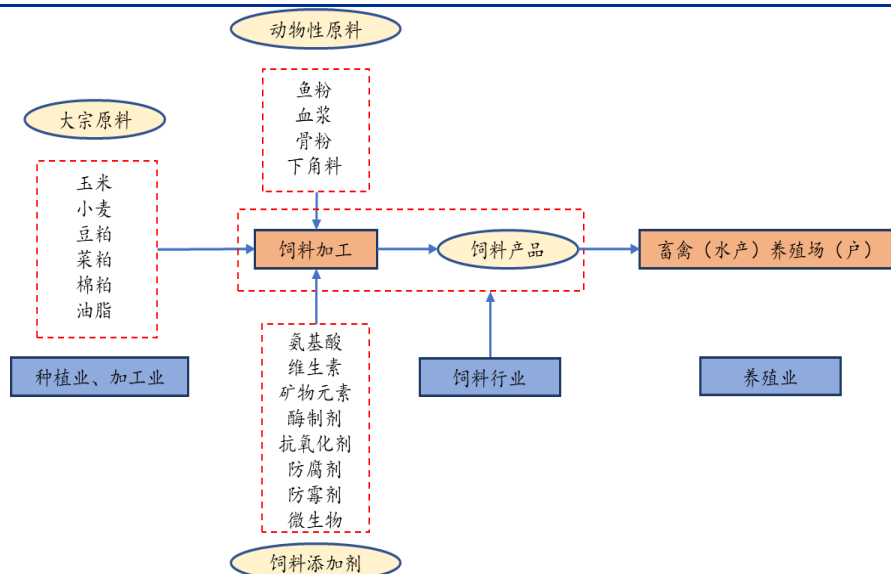 动物性原料
鱼粉
血浆
骨粉
下角料
大宗原料
玉米
小麦
豆粕
菜粕
棉粕
油脂
饲料加工
饲料产品
畜禽（水产）养殖场（户）
氨基酸
维生素
矿物元素
酶制剂
抗氧化剂
防腐剂
防霉剂
微生物
种植业、加工业
饲料行业
养殖业
饲料添加剂